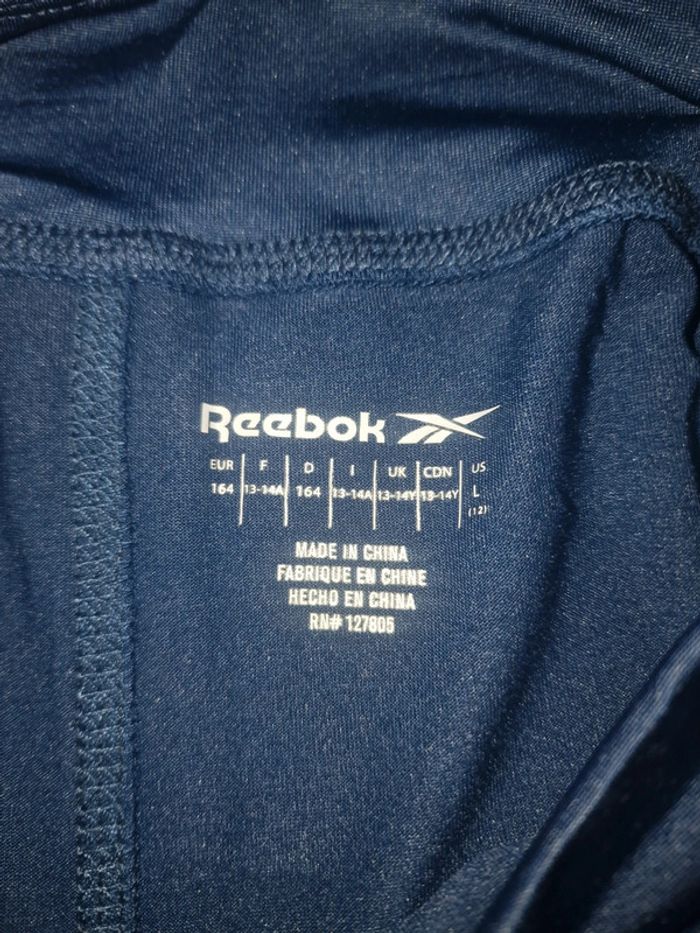 Reebok
EUR F D I UK CDN US
164 13-14A 164 13-14A 13-14Y 13-14Y L
(12)
MADE IN CHINA
FABRIQUE EN CHINE
HECHO EN CHINA
RN# 127805